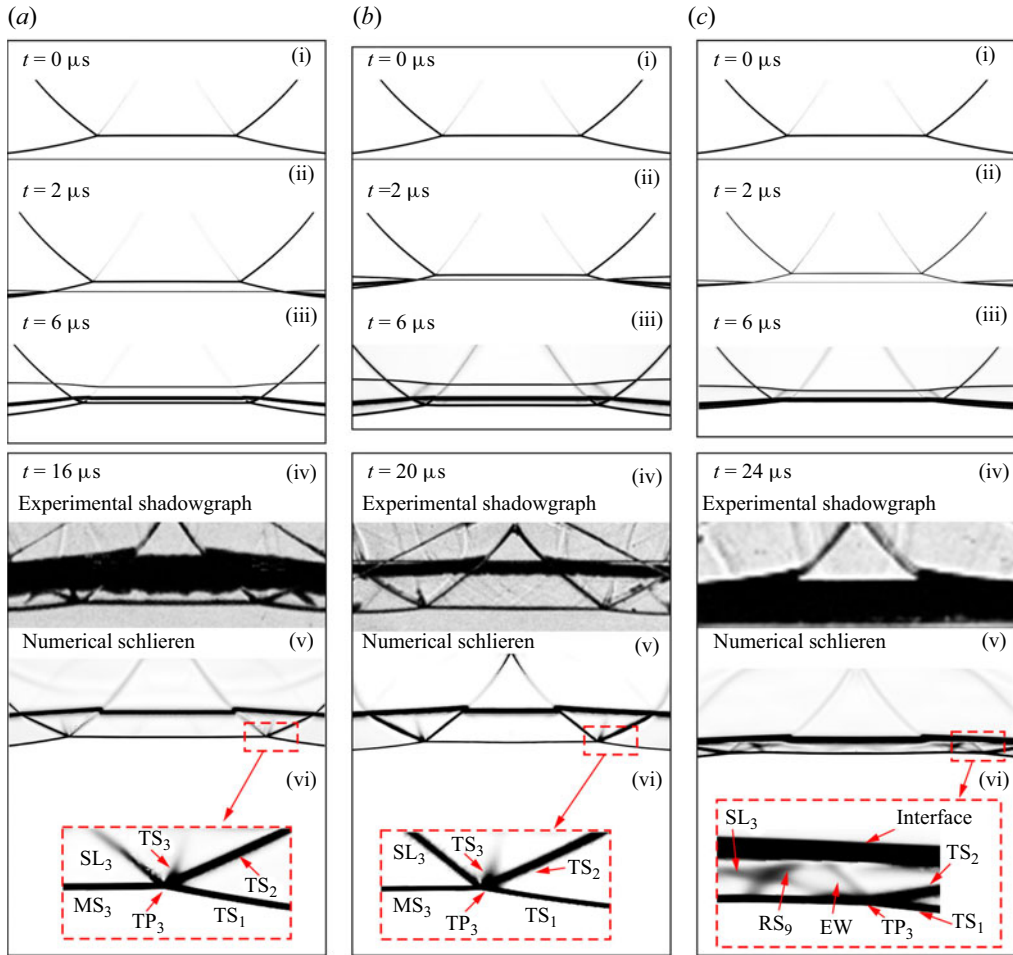 (a)
t = 0 μs
(i)
t = 2 μs
(ii)
t = 6 μs
(iii)
t = 16 μs
(iv)
Experimental shadowgraph
Numerical schlieren
(v)
(vi)
TS3
SL3
TS2
MS3
TP3
TS1
(b)
t = 0 μs
(i)
t =2 μs
(ii)
t = 6 μs
(iii)
t = 20 μs
(iv)
Experimental shadowgraph
Numerical schlieren
(v)
(vi)
TS3
SL3
TS2
MS3
TP3
TS1
(c)
t = 0 μs
(i)
t = 2 μs
(ii)
t = 6 μs
(iii)
t = 24 μs
(iv)
Experimental shadowgraph
Numerical schlieren
(v)
(vi)
SL3
Interface
TS2
RS9
EW
TP3
TS1